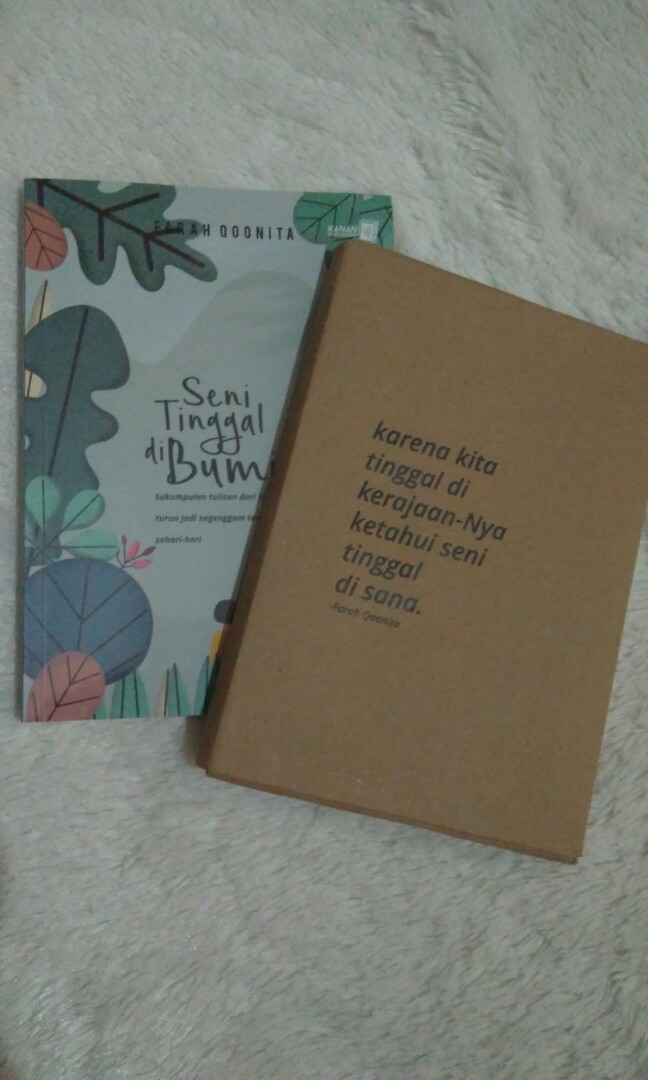 FARAH QOONITA
KANAN
Seni
Tinggal
di Bumi
Sekumpulan tulisan dari
turun jadi segenggam
sehari-hari
karena kita
tinggal di
kerajaan-Nya
ketahui seni
tinggal
di sana.
-Farah Qoonita